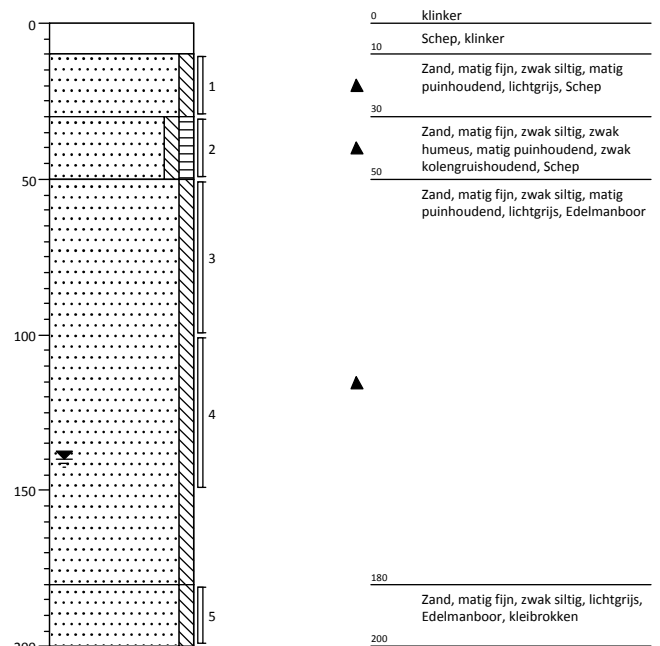 0
50
100
150
200
1
2
3
4
5
0
klinker
10
Schep, klinker
Zand, matig fijn, zwak siltig, matig
puinhoudend, lichtgrijs, Schep
30
Zand, matig fijn, zwak siltig, zwak
humeus, matig puinhoudend, zwak
kolengruishoudend, Schep
50
Zand, matig fijn, zwak siltig, matig
puinhoudend, lichtgrijs, Edelmanboor
180
Zand, matig fijn, zwak siltig, lichtgrijs,
Edelmanboor, kleibrokken
200